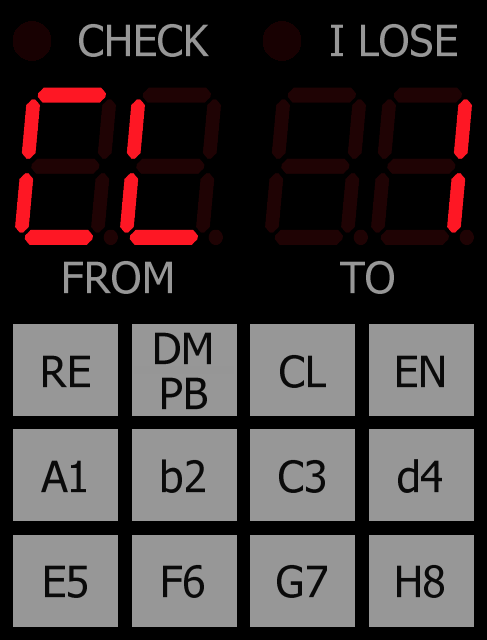 CHECK I LOSE
CL 1
FROM TO
RE DM PB CL EN
A1 b2 C3 d4
E5 F6 G7 H8